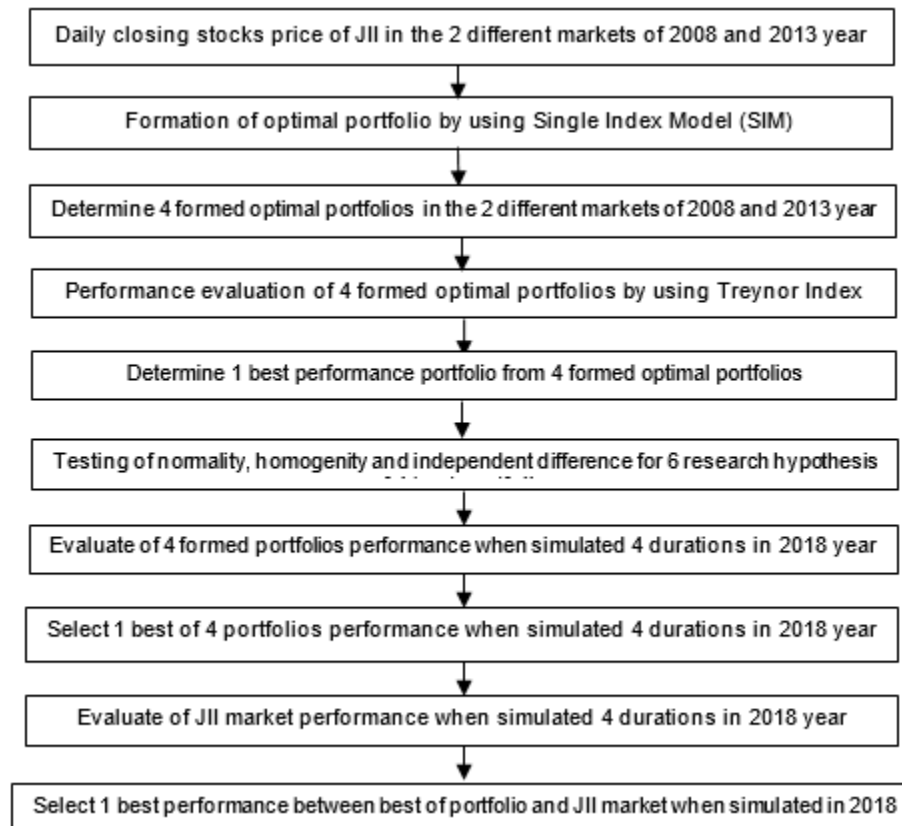 Daily closing stocks price of JII in the 2 different markets of 2008 and 2013 year
Formation of optimal portfolio by using Single Index Model (SIM)
Determine 4 formed optimal portfolios in the 2 different markets of 2008 and 2013 year
Performance evaluation of 4 formed optimal portfolios by using Treynor Index
Determine 1 best performance portfolio from 4 formed optimal portfolios
Testing of normality, homogenity and independent difference for 6 research hypothesis
Evaluate of 4 formed portfolios performance when simulated 4 durations in 2018 year
Select 1 best of 4 portfolios performance when simulated 4 durations in 2018 year
Evaluate of JII market performance when simulated 4 durations in 2018 year
Select 1 best performance between best of portfolio and JII market when simulated in 2018